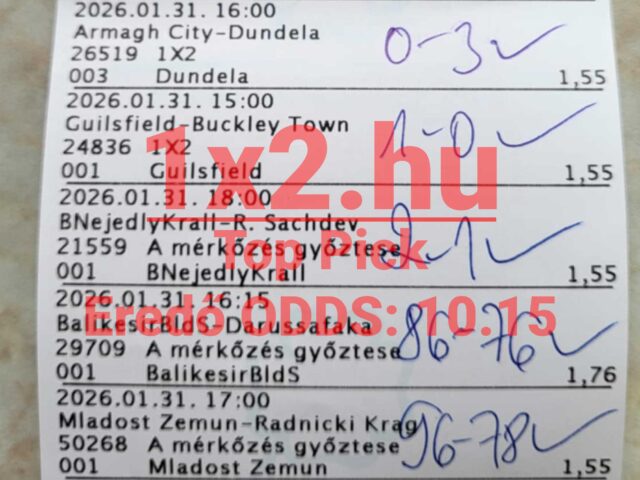 2026.01.31. 16:00
Armagh City-Dundela
26519 1X2
003 Dundela 1,55
0-3✓
2026.01.31. 15:00
Guilsfield-Buckley Town
24836 1X2
001 Guilsfield 1,55
1-0✓
2026.01.31. 18:00
BNejedlyKrall-R. Sachdev
21559 A mérkőzés győztese
001 BNejedlyKrall 1,55
2-1✓
2026.01.31. 16:15
BalikesirBldS-Darussafaka
29709 A mérkőzés győztese
001 BalikesirBldS 1,76
86-76✓
2026.01.31. 17:00
Mladost Zemun-Radnicki Krag
50268 A mérkőzés győztese
001 Mladost Zemun 1,55
96-78✓
1x2.hu
Top Pick
Eredő ODDS: 10.15